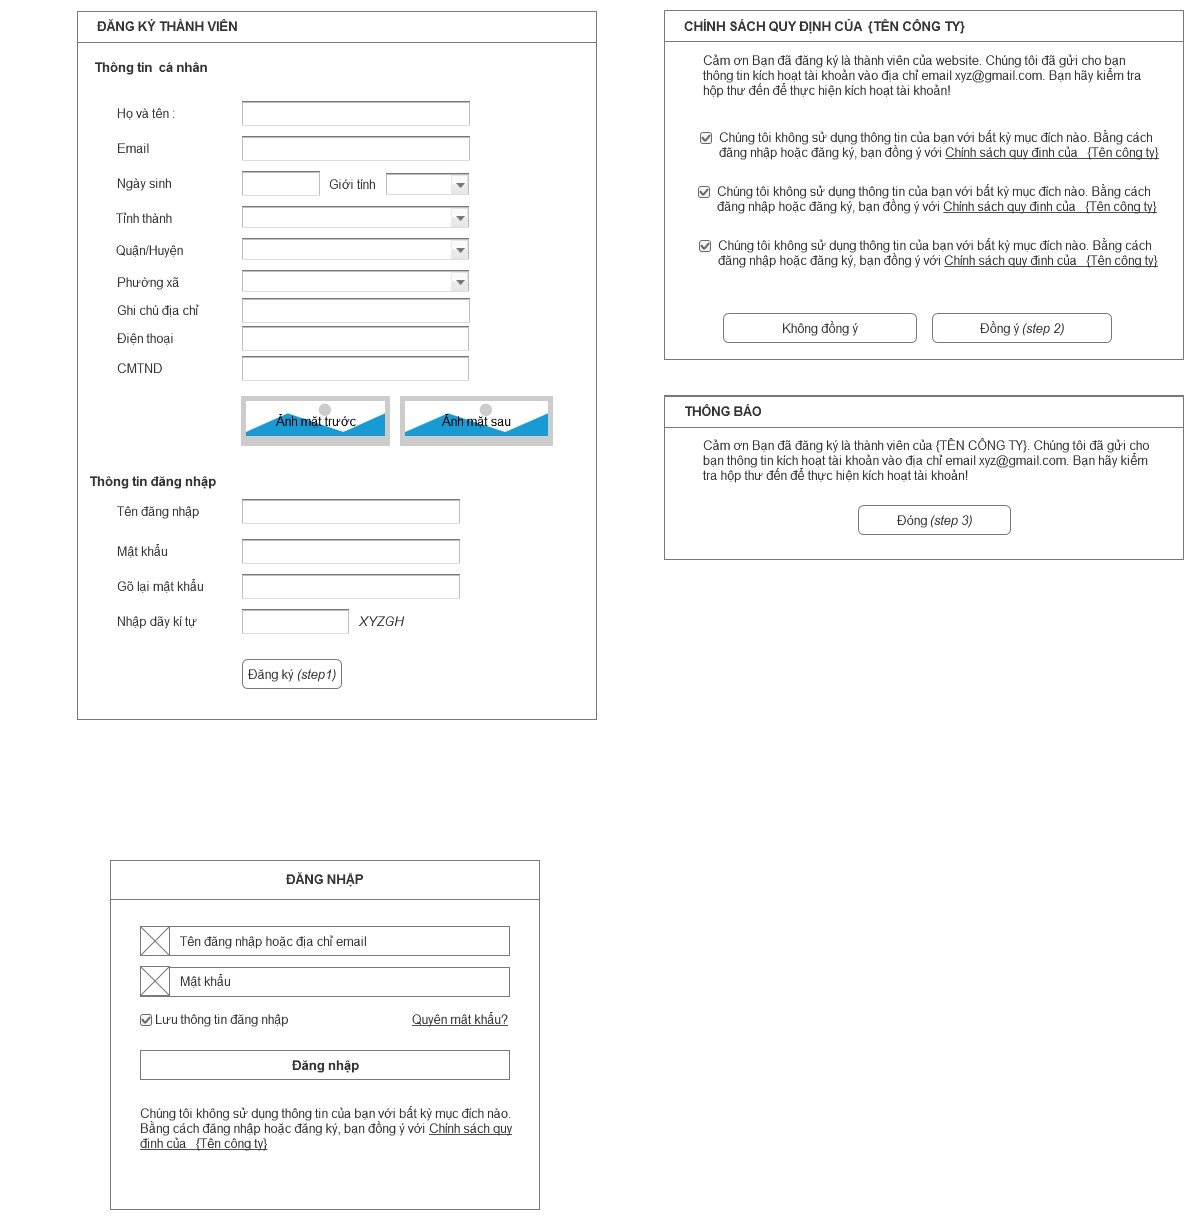 ĐĂNG KÝ THÀNH VIÊN
Thông tin cá nhân
Họ và tên :
Email
Ngày sinh
Giới tính
Tỉnh thành
Quận/Huyện
Phường xã
Ghi chú địa chỉ
Điện thoại
CMTND
Ảnh mặt trước
Ảnh mặt sau
Thông tin đăng nhập
Tên đăng nhập
Mật khẩu
Gõ lại mật khẩu
Nhập dãy kí tự
XYZGH
Đăng ký (step1)
CHÍNH SÁCH QUY ĐỊNH CỦA {TÊN CÔNG TY}
Cảm ơn Bạn đã đăng ký là thành viên của website. Chúng tôi đã gửi cho bạn
thông tin kích hoạt tài khoản vào địa chỉ email xyz@gmail.com. Bạn hãy kiểm tra
hộp thư đến để thực hiện kích hoạt tài khoản!
Chúng tôi không sử dụng thông tin của bạn với bất kỳ mục đích nào. Bằng cách
đăng nhập hoặc đăng ký, bạn đồng ý với Chính sách quy định của {Tên công ty}
Chúng tôi không sử dụng thông tin của bạn với bất kỳ mục đích nào. Bằng cách
đăng nhập hoặc đăng ký, bạn đồng ý với Chính sách quy định của {Tên công ty}
Chúng tôi không sử dụng thông tin của bạn với bất kỳ mục đích nào. Bằng cách
đăng nhập hoặc đăng ký, bạn đồng ý với Chính sách quy định của {Tên công ty}
Không đồng ý
Đồng ý (step 2)
THÔNG BÁO
Cảm ơn Bạn đã đăng ký là thành viên của {TÊN CÔNG TY}. Chúng tôi đã gửi cho
bạn thông tin kích hoạt tài khoản vào địa chỉ email xyz@gmail.com. Bạn hãy kiểm
tra hộp thư đến để thực hiện kích hoạt tài khoản!
Đóng (step 3)
ĐĂNG NHẬP
Tên đăng nhập hoặc địa chỉ email
Mật khẩu
Lưu thông tin đăng nhập
Quyên mật khẩu?
Đăng nhập
Chúng tôi không sử dụng thông tin của bạn với bất kỳ mục đích nào.
Bằng cách đăng nhập hoặc đăng ký, bạn đồng ý với Chính sách quy
định của {Tên công ty}